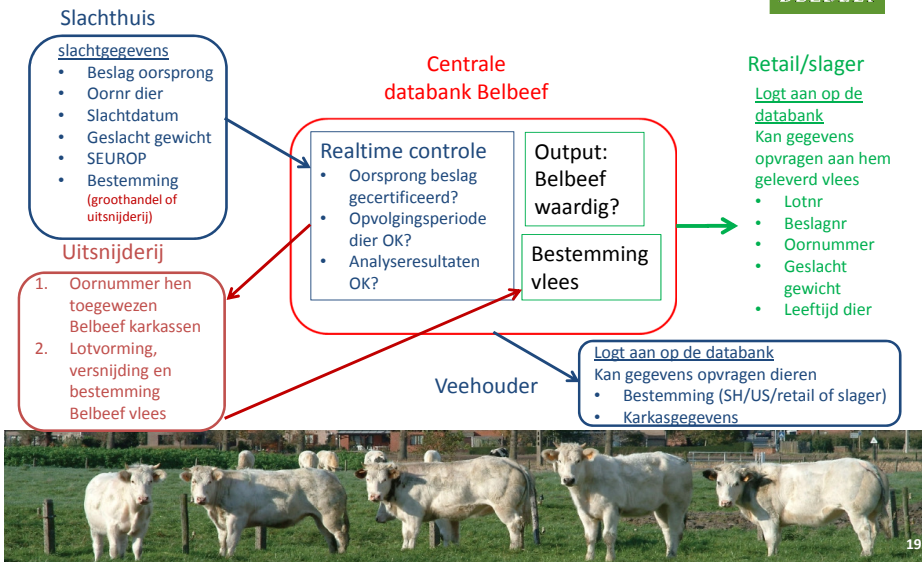 Slachthuis
slachtgegevens
• Beslag oorsprong
• Oornr dier
• Slachtdatum
• Geslacht gewicht
• SEUROP
• Bestemming
(groothandel of
uitsnijderij)
Centrale
databank Belbeef
Realtime controle
• Oorsprong beslag
gecertificeerd?
• Opvolgingsperiode
dier OK?
• Analyseresultaten
OK?
Output:
Belbeef
waardig?
Bestemming
vlees
Retail/slager
Logt aan op de
databank
Kan gegevens
opvragen aan hem
geleverd vlees
• Lotnr
• Beslagnr
• Oornummer
• Geslacht
gewicht
• Leeftijd dier
Uitsnijderij
1. Oornummer hen
toegewezen
Belbeef karkassen
2. Lotvorming,
versnijding en
bestemming
Belbeef vlees
Veehouder
Logt aan op de databank
Kan gegevens opvragen dieren
• Bestemming (SH/US/retail of slager)
• Karkasgegevens
19